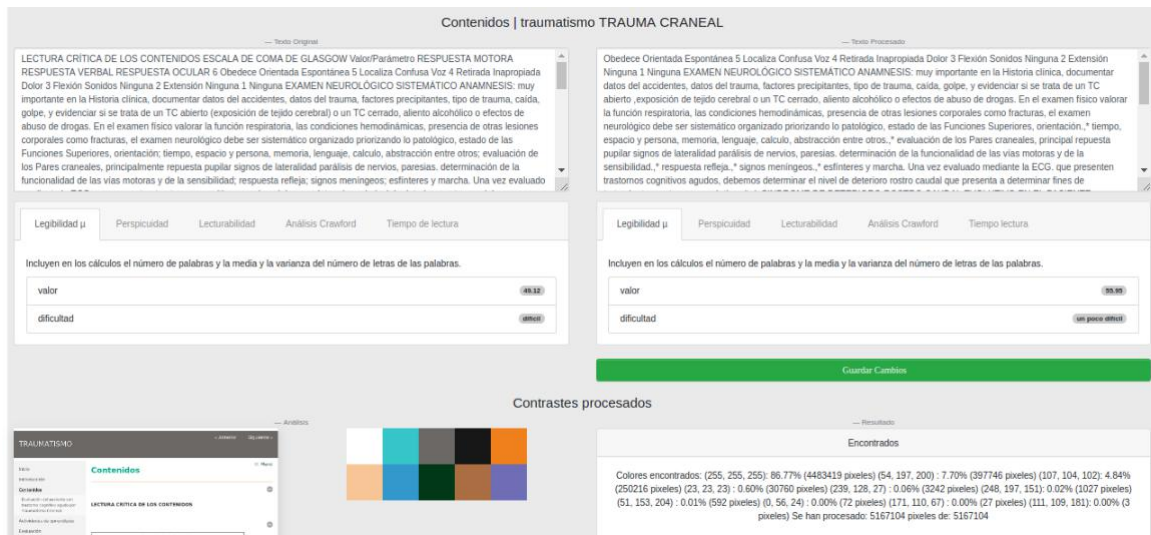 Contenidos | traumatismo TRAUMA CRANEAL
— Texto Original
LECTURA CRÍTICA DE LOS CONTENIDOS ESCALA DE COMA DE GLASGOW Valor/Parámetro RESPUESTA MOTORA
RESPUESTA VERBAL RESPUESTA OCULAR 6 Obedece Orientada Espontánea 5 Localiza Confusa Voz 4 Retirada Inapropiada
Dolor 3 Flexión Sonidos Ninguna 2 Extensión Ninguna 1 Ninguna EXAMEN NEUROLÓGICO SISTEMÁTICO ANAMNESIS: muy
importante en la Historia clínica, documentar datos del accidentes, datos del trauma, factores precipitantes, tipo de trauma, caída,
golpe, y evidenciar si se trata de un TC abierto (exposición de tejido cerebral) o un TC cerrado, aliento alcohólico o efectos de
abuso de drogas. En el examen físico valorar la función respiratoria, las condiciones hemodinámicas, presencia de otras lesiones
corporales como fracturas, el examen neurológico debe ser sistemático organizado priorizando lo patológico, estado de las
Funciones Superiores, orientación; tiempo, espacio y persona, memoria, lenguaje, calculo, abstracción entre otros; evaluación de
los Pares craneales, principalmente repuesta pupilar signos de lateralidad parálisis de nervios, paresias. determinación de la
funcionalidad de las vías motoras y de la sensibilidad; respuesta refleja; signos meningeos; esfinteres y marcha. Una vez evaluado
Legibilidad µ
Perspicuidad
Lecturabilidad
Análisis Crawford
Tiempo de lectura
Incluyen en los cálculos el número de palabras y la media y la varianza del número de letras de las palabras.
valor
49.12
dificultad
difícil
— Texto Procesado
Obedece Orientada Espontánea 5 Localiza Confusa Voz 4 Retirada Inapropiada Dolor 3 Flexión Sonidos Ninguna 2 Extensión
Ninguna 1 Ninguna EXAMEN NEUROLÓGICO SISTEMÁTICO ANAMNESIS: muy importante en la Historia clínica, documentar
datos del accidentes, datos del trauma, factores precipitantes, tipo de trauma, caída, golpe, y evidenciar si se trata de un TC
abierto ,exposición de tejido cerebral o un TC cerrado, aliento alcohólico o efectos de abuso de drogas. En el examen físico valorar
la función respiratoria, las condiciones hemodinámicas, presencia de otras lesiones corporales como fracturas, el examen
neurológico debe ser sistemático organizado priorizando lo patológico, estado de las Funciones Superiores, orientación.,* tiempo,
espacio y persona, memoria, lenguaje, calculo, abstracción entre otros.,* evaluación de los Pares craneales, principal repuesta
pupilar signos de lateralidad parálisis de nervios, paresias. determinación de la funcionalidad de las vías motoras y de la
sensibilidad.,* respuesta refleja.,* signos meningeos.,* esfinteres y marcha. Una vez evaluado mediante la ECG. que presenten
trastornos cognitivos agudos, debemos determinar el nivel de deterioro rostro caudal que presenta a determinar fines de
Legibilidad µ
Perspicuidad
Lecturabilidad
Análisis Crawford
Tiempo lectura
Incluyen en los cálculos el número de palabras y la media y la varianza del número de letras de las palabras.
valor
55.95
dificultad
un poco difícil
Guardar Cambios
Contrastes procesados
— Análisis
TRAUMATISMO
Inicio
Contenidos
Evaluación
Contenidos
LECTURA CRÍTICA DE LOS CONTENIDOS
— Resultado
Encontrados
Colores encontrados: (255, 255, 255): 86.77% (4483419 pixeles) (54, 197, 200) : 7.70% (397746 pixeles) (107, 104, 102): 4.84%
(250216 pixeles) (23, 23, 23) : 0.60% (30760 pixeles) (239, 128, 27) : 0.06% (3242 pixeles) (248, 197, 151): 0.02% (1027 pixeles)
(51, 153, 204) : 0.01% (592 pixeles) (0, 56, 24) : 0.00% (72 pixeles) (171, 110, 67) : 0.00% (27 pixeles) (111, 109, 181): 0.00% (3
pixeles) Se han procesado: 5167104 pixeles de: 5167104